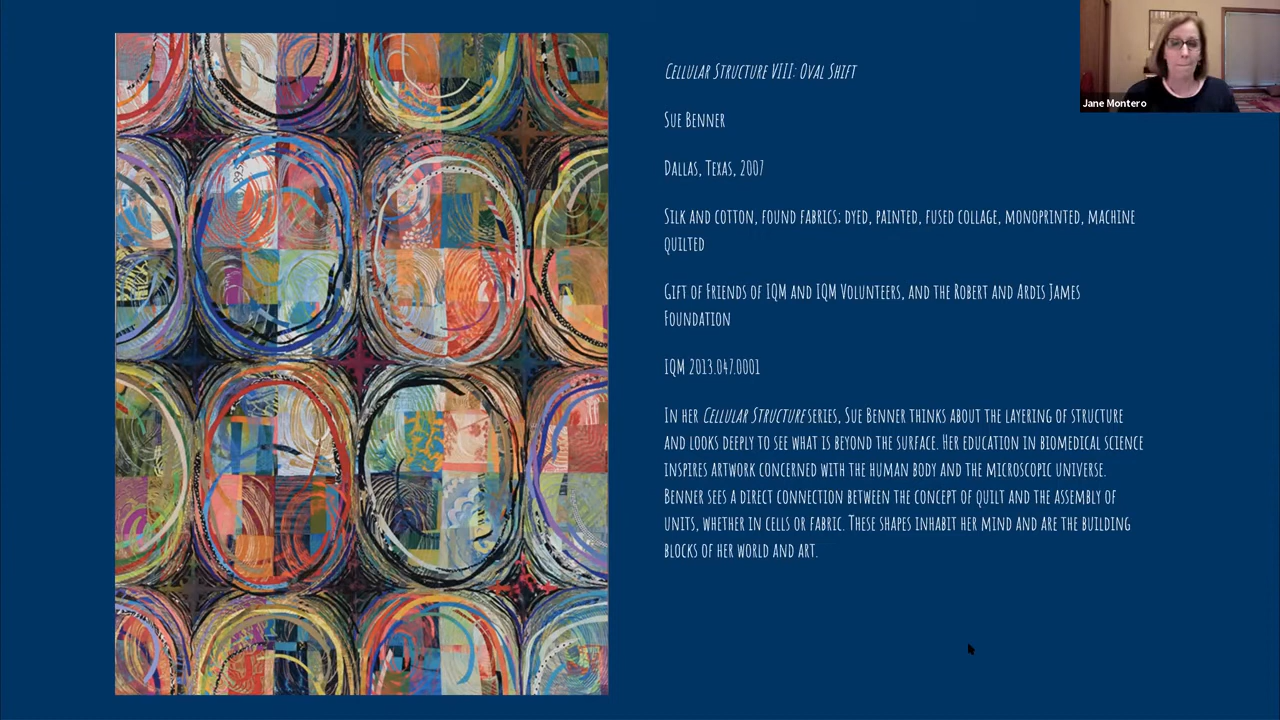 Cellular Structure VIII: Oval Shift
Sue Benner
Dallas, Texas, 2007
Silk and cotton, found fabrics; dyed, painted, fused collage, monoprinted, machine
quilted
Gift of Friends of IQM and IQM Volunteers, and the Robert and Ardis James
Foundation
IQM 2013.047.0001
In her Cellular Structure series, Sue Benner thinks about the layering of structure
and looks deeply to see what is beyond the surface. Her education in biomedical science
inspires artwork concerned with the human body and the microscopic universe.
Benner sees a direct connection between the concept of quilt and the assembly of
units, whether in cells or fabric. These shapes inhabit her mind and are the building
blocks of her world and art.
Jane Montero